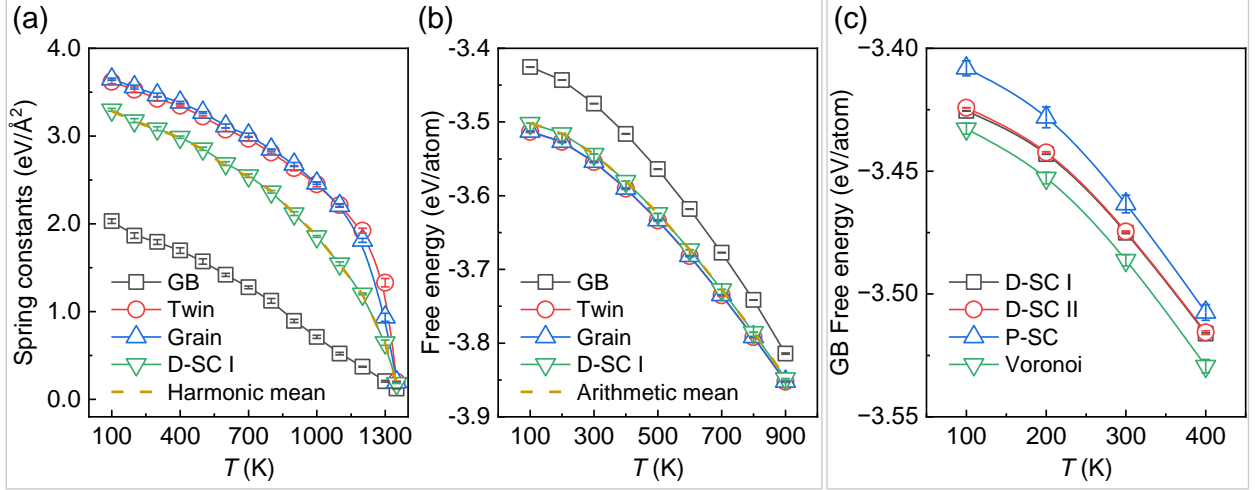 (a)
Spring constants (eV/Å²)
4.0
3.0
2.0
1.0
0.0
GB
Twin
Grain
D-SC I
Harmonic mean
100 400 700 1000 1300
T (K)
(b)
Free energy (eV/atom)
-3.4
-3.5
-3.6
-3.7
-3.8
-3.9
GB
Twin
Grain
D-SC I
Arithmetic mean
100 300 500 700 900
T (K)
(c)
GB Free energy (eV/atom)
-3.40
-3.45
-3.50
-3.55
D-SC I
D-SC II
P-SC
Voronoi
100 200 300 400
T (K)